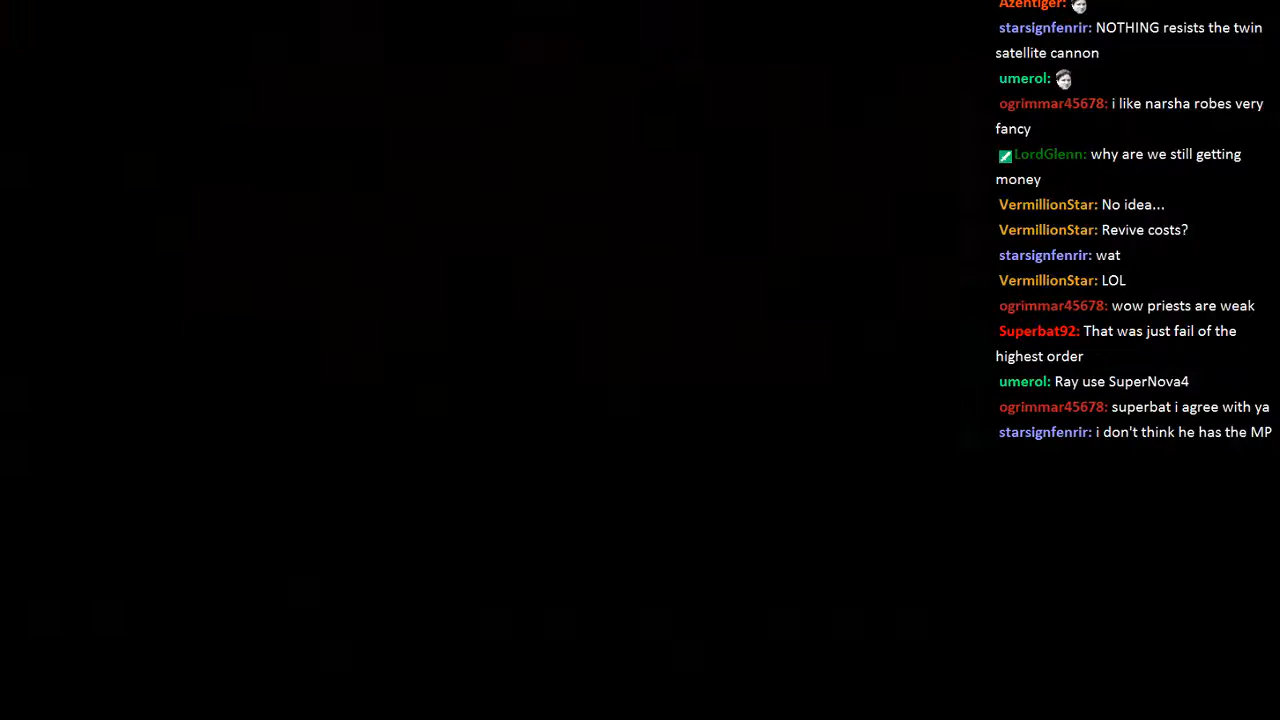 Azentiger:
starsignfenrir: NOTHING resists the twin
satellite cannon
umerol:
ogrimmar45678: i like narsha robes very
fancy
LordGlenn: why are we still getting
money
VermillionStar: No idea...
VermillionStar: Revive costs?
starsignfenrir: wat
VermillionStar: LOL
ogrimmar45678: wow priests are weak
Superbat92: That was just fail of the
highest order
umerol: Ray use SuperNova4
ogrimmar45678: superbat i agree with ya
starsignfenrir: i don't think he has the MP